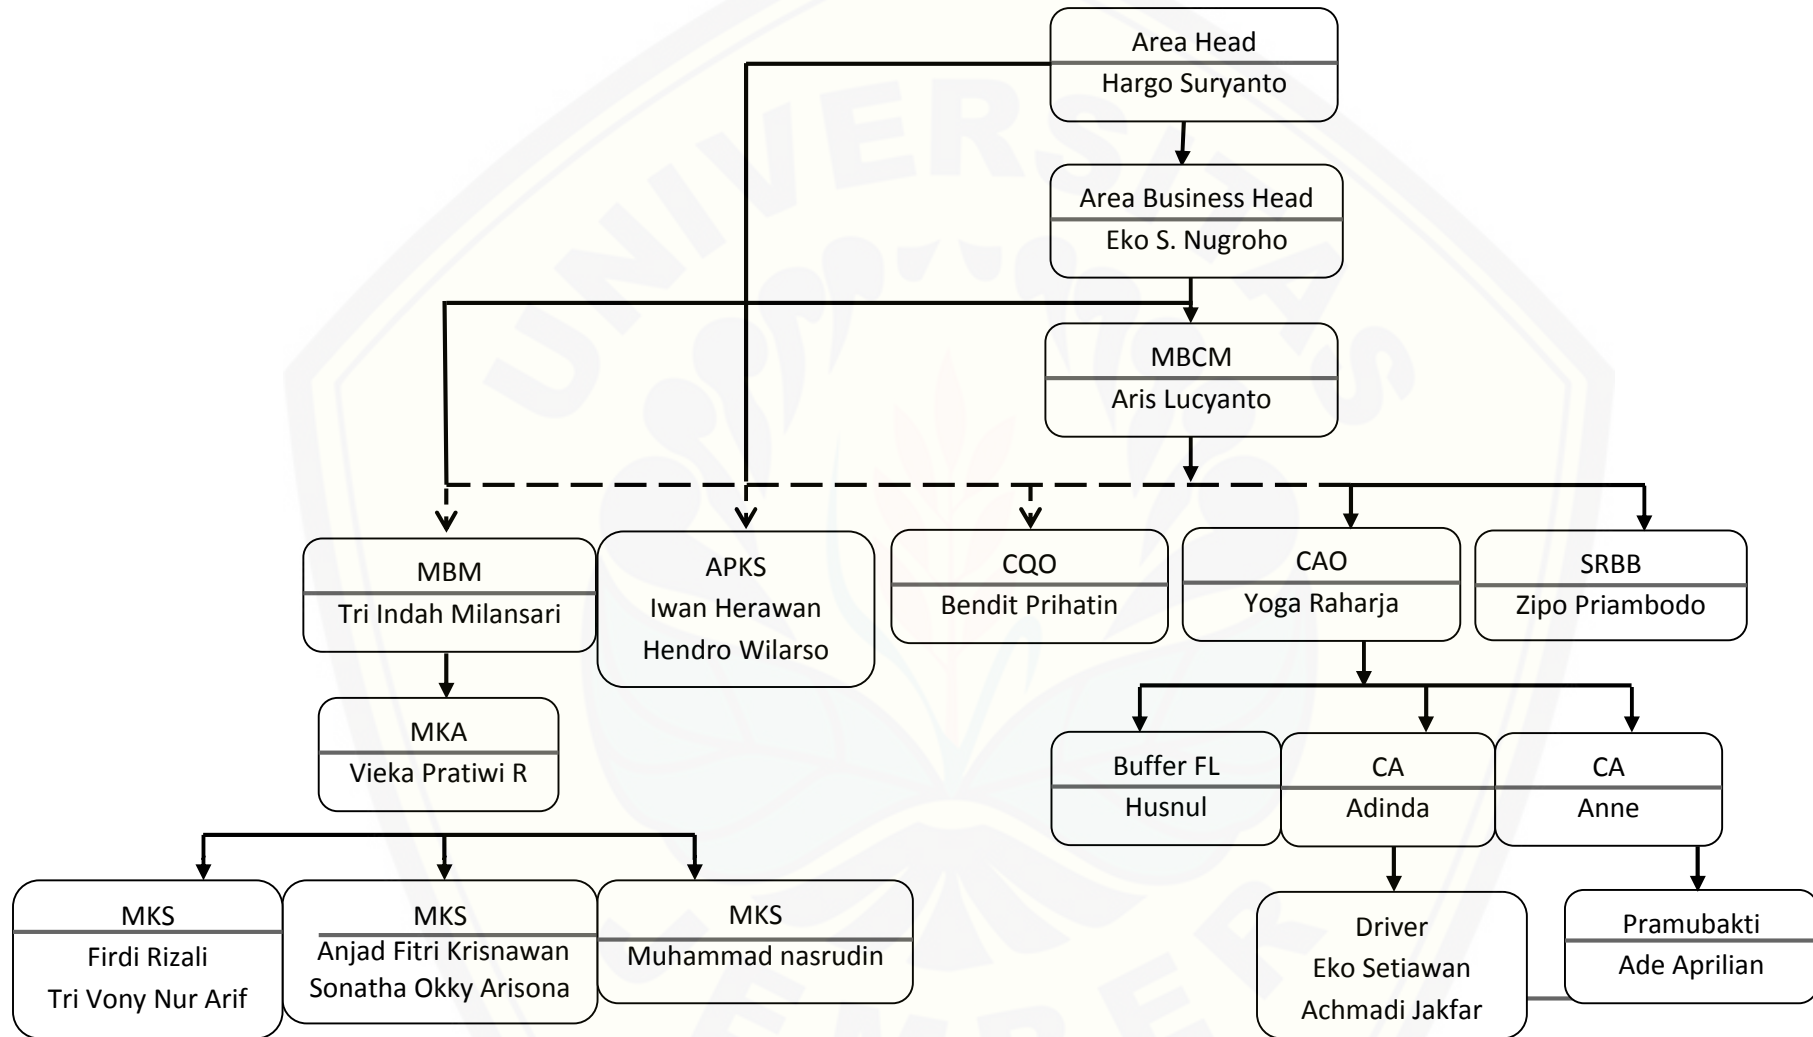 Area Head
Hargo Suryanto
Area Business Head
Eko S. Nugroho
MBCM
Aris Lucyanto
MBM
Tri Indah Milansari
APKS
Iwan Herawan
Hendro Wilarso
CQO
Bendit Prihatin
CAO
Yoga Raharja
SRBB
Zipo Priambodo
MKA
Vieka Pratiwi R
Buffer FL
Husnul
CA
Adinda
CA
Anne
MKS
Firdi Rizali
Tri Vony Nur Arif
MKS
Anjad Fitri Krisnawan
Sonatha Okky Arisona
MKS
Muhammad nasrudin
Driver
Eko Setiawan
Achmadi Jakfar
Pramubakti
Ade Aprilian
UNIVERSITAS
JEMBER